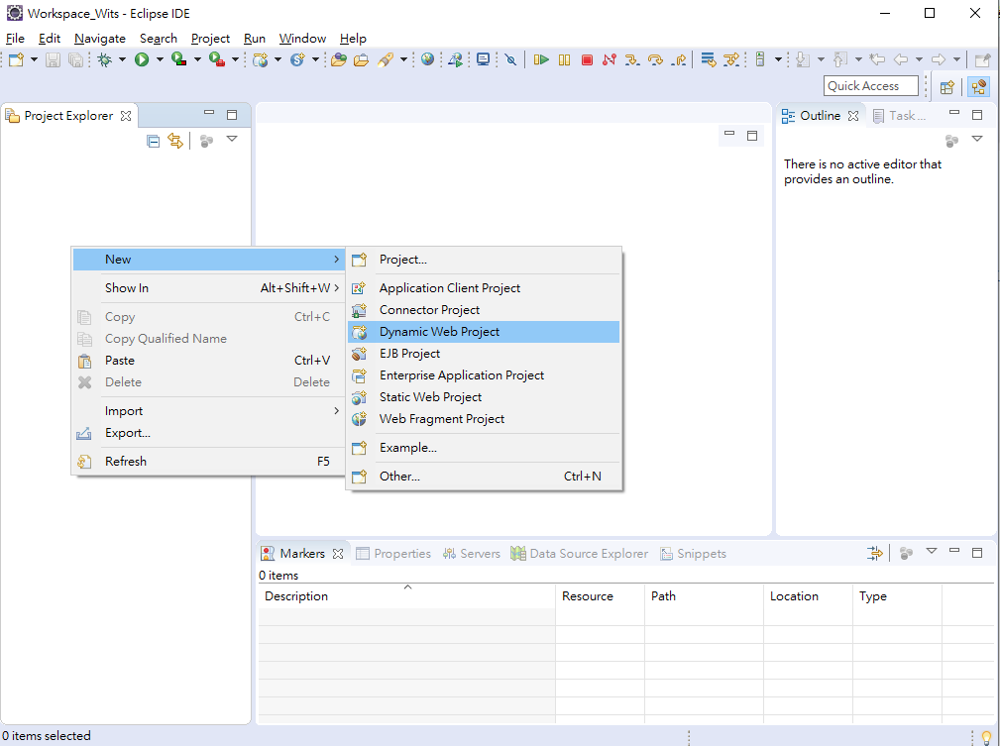 Workspace_Wits - Eclipse IDE
File Edit Navigate Search Project Run Window Help
Quick Access
Project Explorer
Outline Task ...
There is no active editor that
provides an outline.
New
Show In Alt+Shift+W
Copy Ctrl+C
Copy Qualified Name
Paste Ctrl+V
Delete Delete
Import
Export...
Refresh F5
Project...
Application Client Project
Connector Project
Dynamic Web Project
EJB Project
Enterprise Application Project
Static Web Project
Web Fragment Project
Example...
Other... Ctrl+N
Markers Properties Servers Data Source Explorer Snippets
0 items
Description Resource Path Location Type
0 items selected